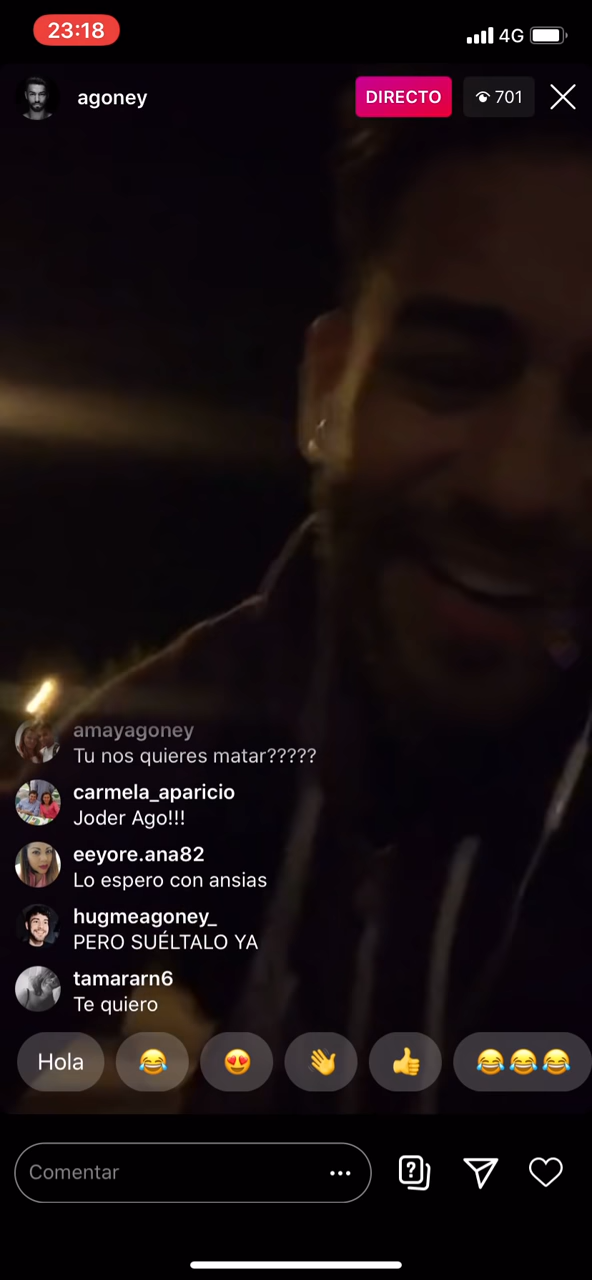 23:18
4G
agoney
DIRECTO
701
amayagoney
Tu nos quieres matar?????
carmela_aparicio
Joder Ago!!!
eeyore.ana82
Lo espero con ansias
hugmeagoney_
PERO SUÉLTALO YA
tamararn6
Te quiero
Hola 😂 😍 👋 👍 😂😂😂
Comentar